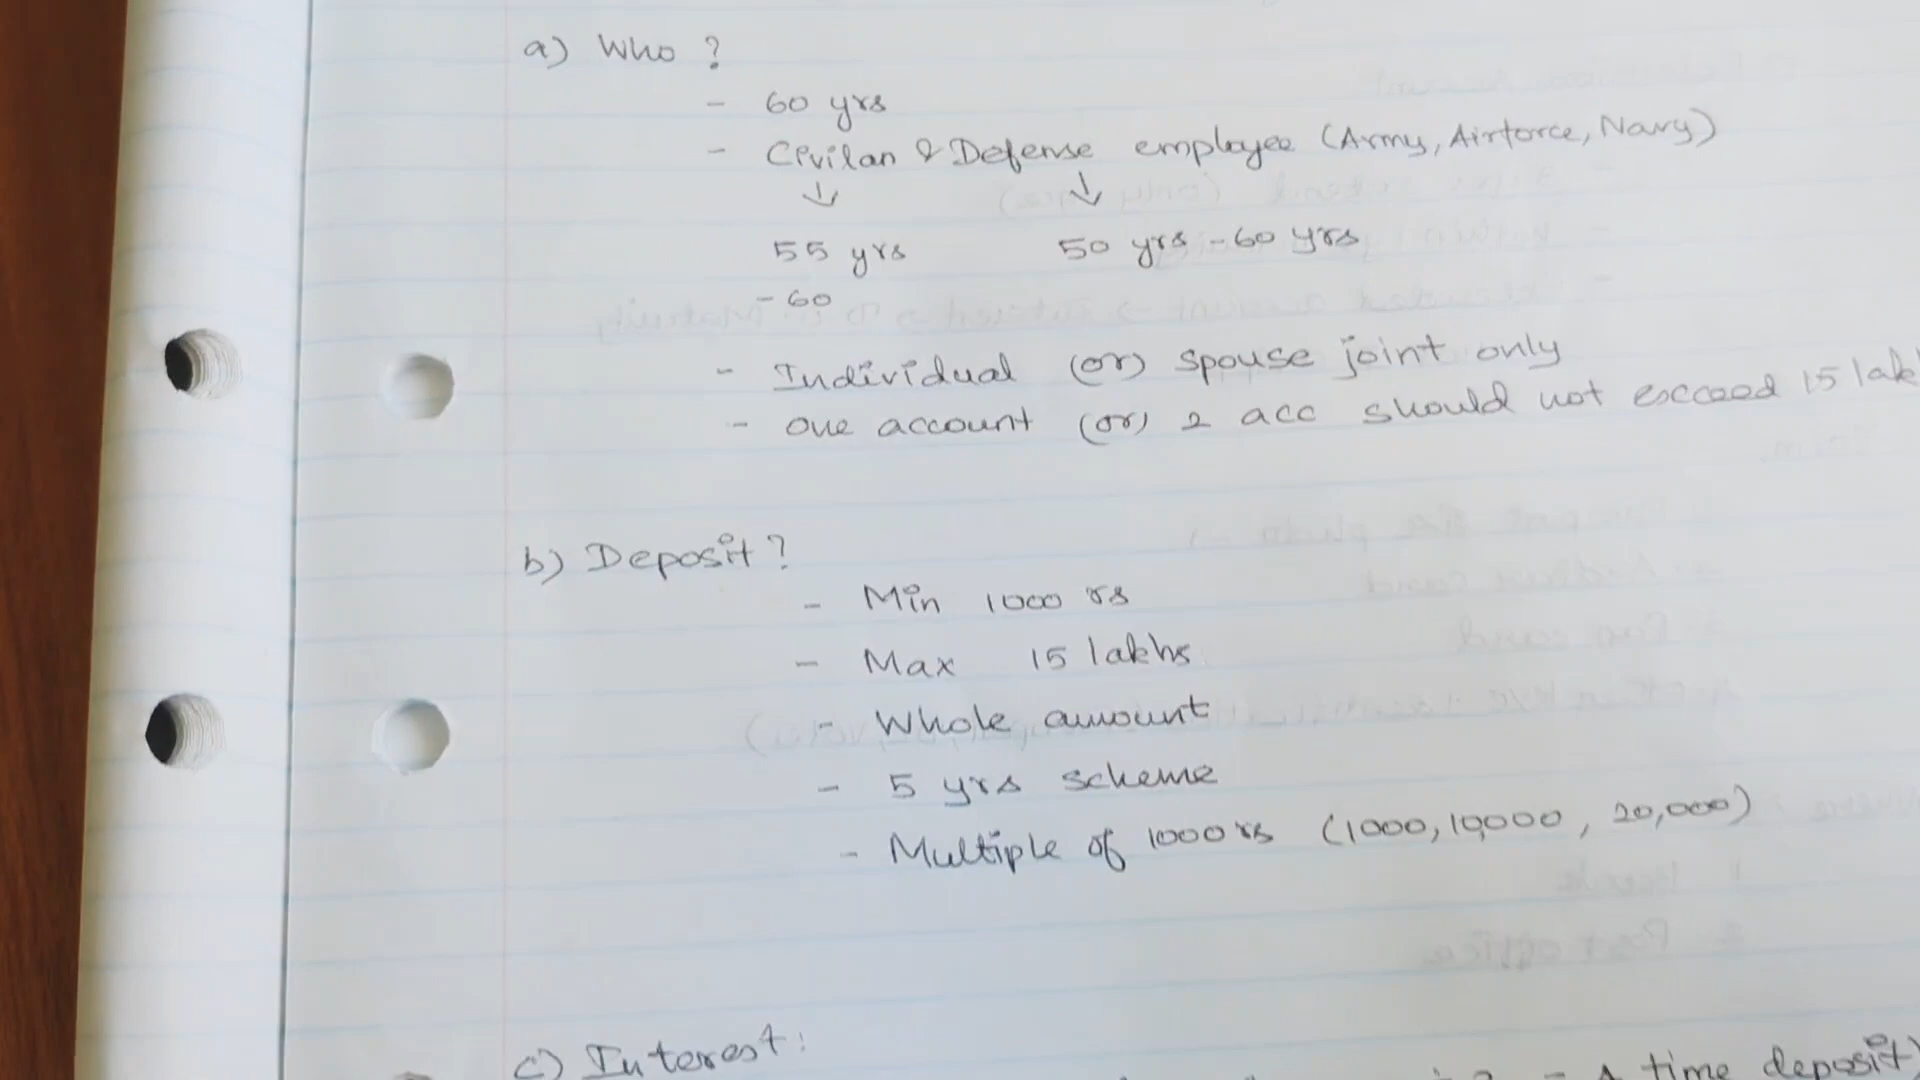 a) Who ?
- 60 yrs
- Civilan & Defense employee (Army, Airforce, Navy)
↓ ↓
55 yrs 50 yrs - 60 yrs
- 60
- Individual (or) spouse joint only
- one account (or) 2 acc should not exceed 15 lak
b) Deposit ?
- Min 1000 rs
- Max 15 lakhs
- Whole amount
- 5 yrs scheme
- Multiple of 1000 rs (1000, 10,000, 20,000)
c) Interest :
time deposit)